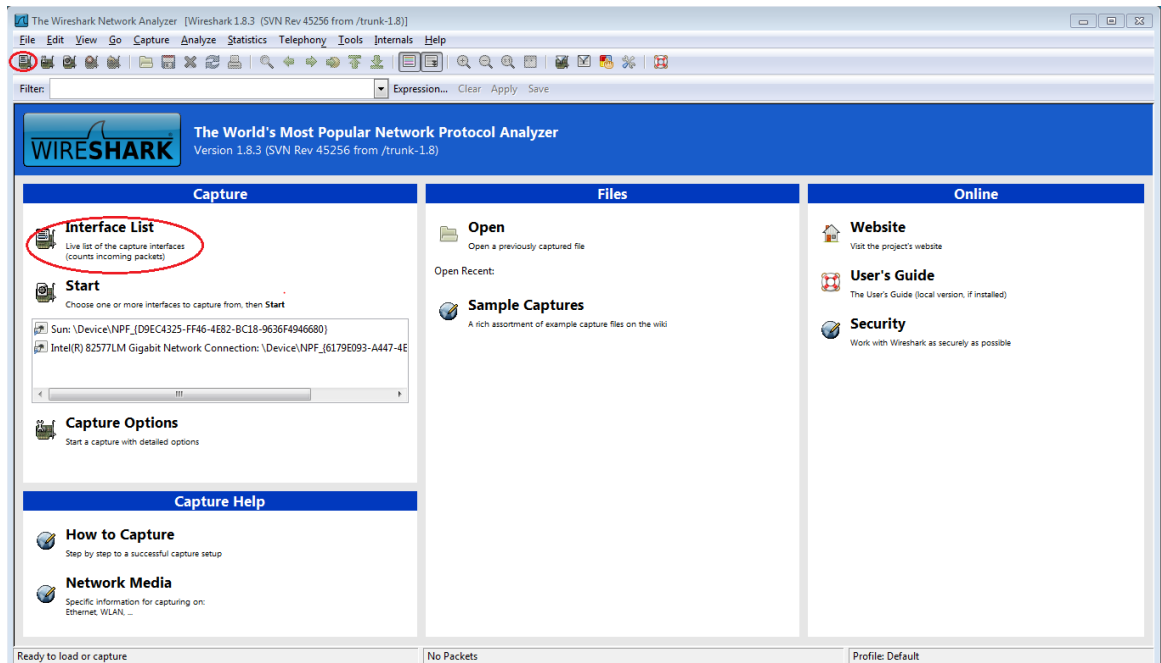 The Wireshark Network Analyzer [Wireshark 1.8.3 (SVN Rev 45256 from /trunk-1.8)]
File Edit View Go Capture Analyze Statistics Telephony Tools Internals Help
Filter: Expression... Clear Apply Save
WIRESHARK
The World's Most Popular Network Protocol Analyzer
Version 1.8.3 (SVN Rev 45256 from /trunk-1.8)
Capture
Interface List
Live list of the capture interfaces
(counts incoming packets)
Start
Choose one or more interfaces to capture from, then Start
Sun: \Device\NPF_{D9EC4325-FF46-4E82-BC18-9636F4946680}
Intel(R) 82577LM Gigabit Network Connection: \Device\NPF_{6179E093-A447-4E
Capture Options
Start a capture with detailed options
Capture Help
How to Capture
Step by step to a successful capture setup
Network Media
Specific information for capturing on:
Ethernet, WLAN, ...
Files
Open
Open a previously captured file
Open Recent:
Sample Captures
A rich assortment of example capture files on the wiki
Online
Website
Visit the project's website
User's Guide
The User's Guide (local version, if installed)
Security
Work with Wireshark as securely as possible
Ready to load or capture
No Packets
Profile: Default